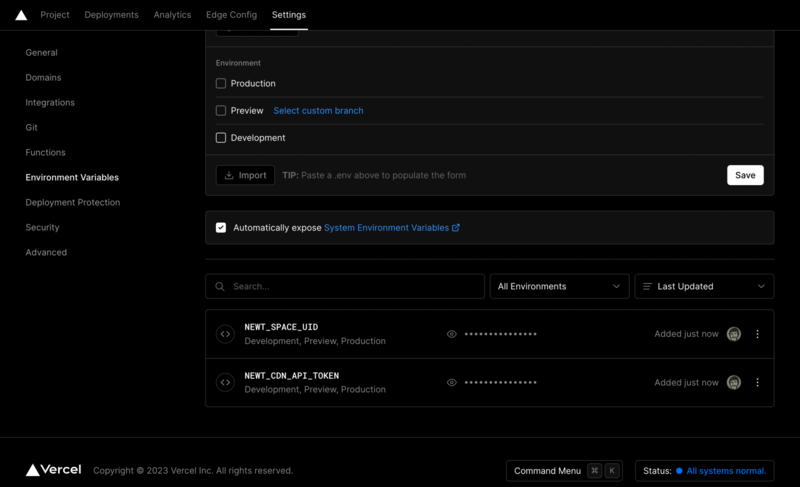 Project Deployments Analytics Edge Config Settings
General
Domains
Integrations
Git
Functions
Environment Variables
Deployment Protection
Security
Advanced
Environment
Production
Preview Select custom branch
Development
Import TIP: Paste a .env above to populate the form Save
Automatically expose System Environment Variables
Search... All Environments Last Updated
NEWT_SPACE_UID
Development, Preview, Production
Added just now
NEWT_CDN_API_TOKEN
Development, Preview, Production
Added just now
Vercel Copyright © 2023 Vercel Inc. All rights reserved. Command Menu ⌘ K Status: All systems normal.